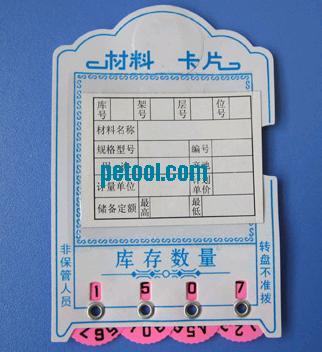 材料 卡片
库号 架号 层号 位号
材料名称
规格型号 编号
petool.com
计量单位 单价
储备定额 最高 最低
库存数量
非保管人员
转盘不准拨
1 6 0 7